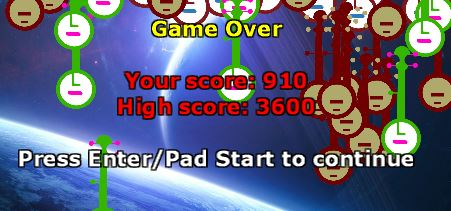 Game Over
Your score: 910
High score: 3600
Press Enter/Pad Start to continue